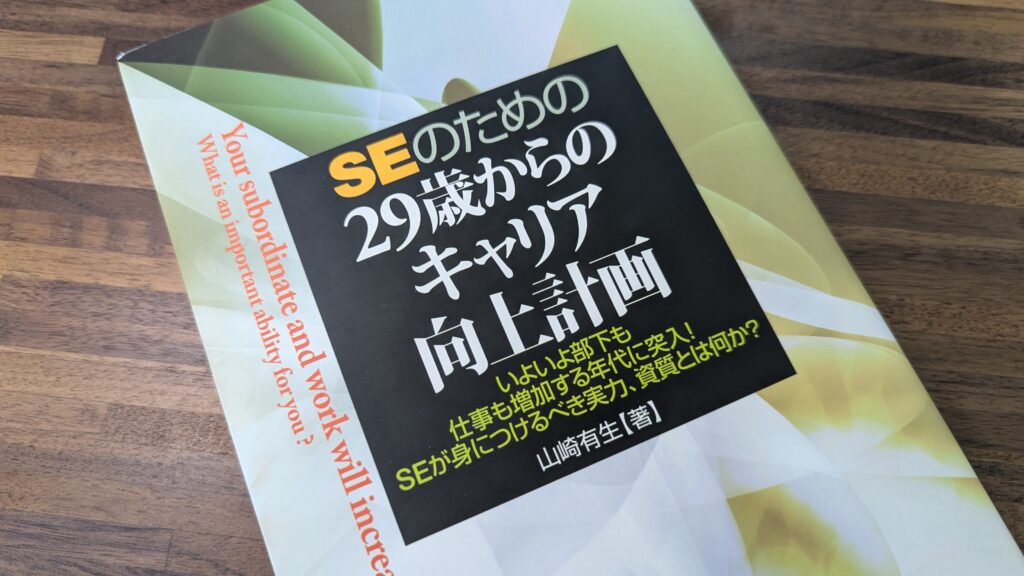 SEのための
29歳からの
キャリア
向上計画
いよいよ部下も
仕事も増加する年代に突入!
SEが身につけるべき実力、資質とは何か?
山崎有生【著】
Your subordinate and work will increa
What is an important ability for you?